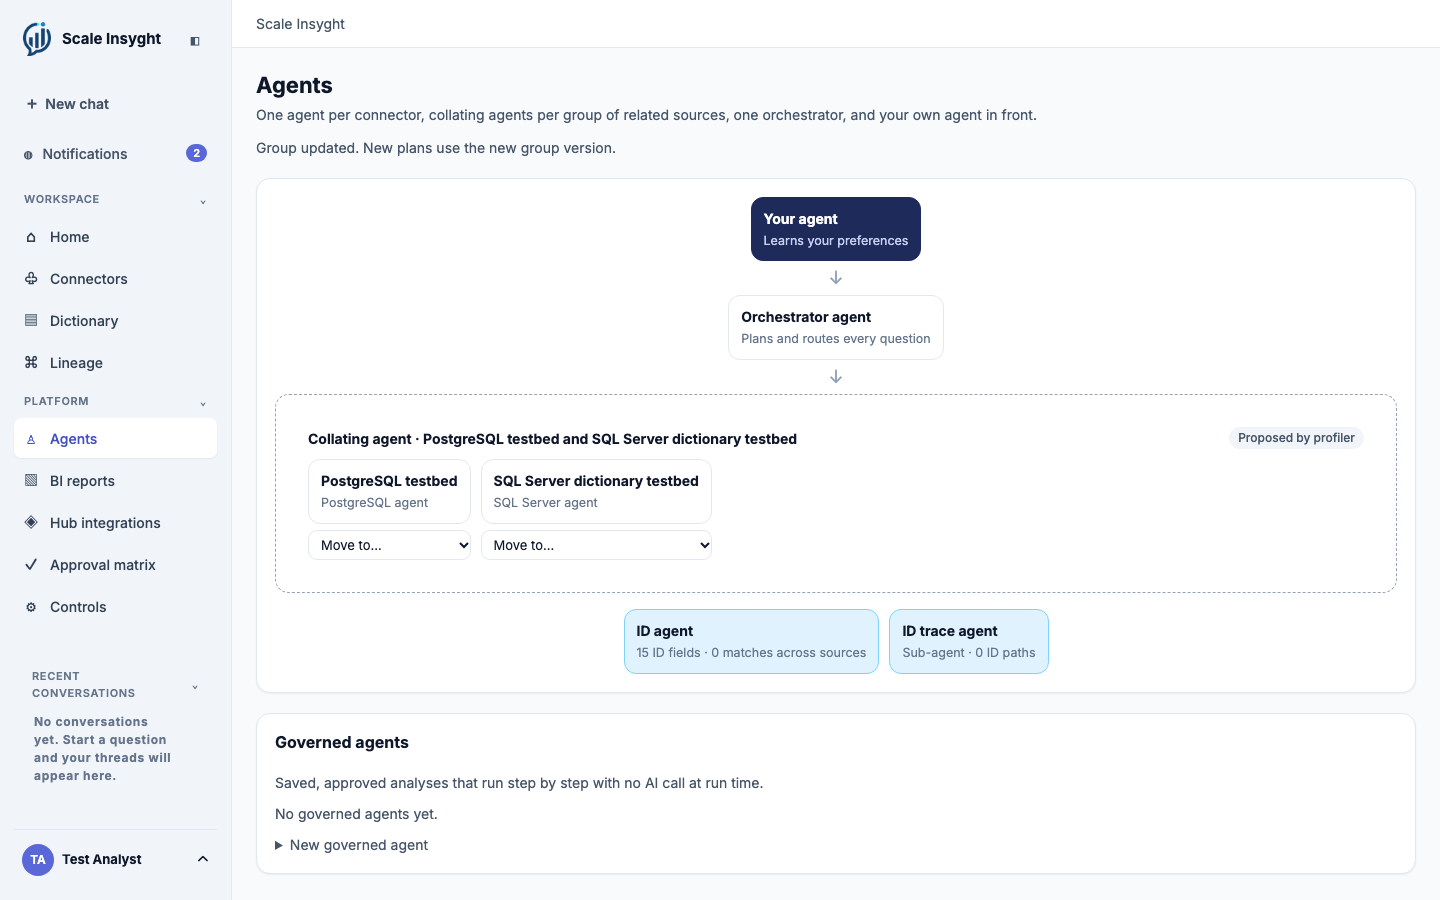 Scale Insyght
Scale Insyght
+ New chat
Notifications
2
WORKSPACE
Home
Connectors
Dictionary
Lineage
PLATFORM
Agents
BI reports
Hub integrations
Approval matrix
Controls
RECENT
CONVERSATIONS
No conversations
yet. Start a question
and your threads will
appear here.
TA
Test Analyst
Agents
One agent per connector, collating agents per group of related sources, one orchestrator, and your own agent in front.
Group updated. New plans use the new group version.
Your agent
Learns your preferences
Orchestrator agent
Plans and routes every question
Collating agent · PostgreSQL testbed and SQL Server dictionary testbed
Proposed by profiler
PostgreSQL testbed
PostgreSQL agent
Move to...
SQL Server dictionary testbed
SQL Server agent
Move to...
ID agent
15 ID fields · 0 matches across sources
ID trace agent
Sub-agent · 0 ID paths
Governed agents
Saved, approved analyses that run step by step with no AI call at run time.
No governed agents yet.
New governed agent